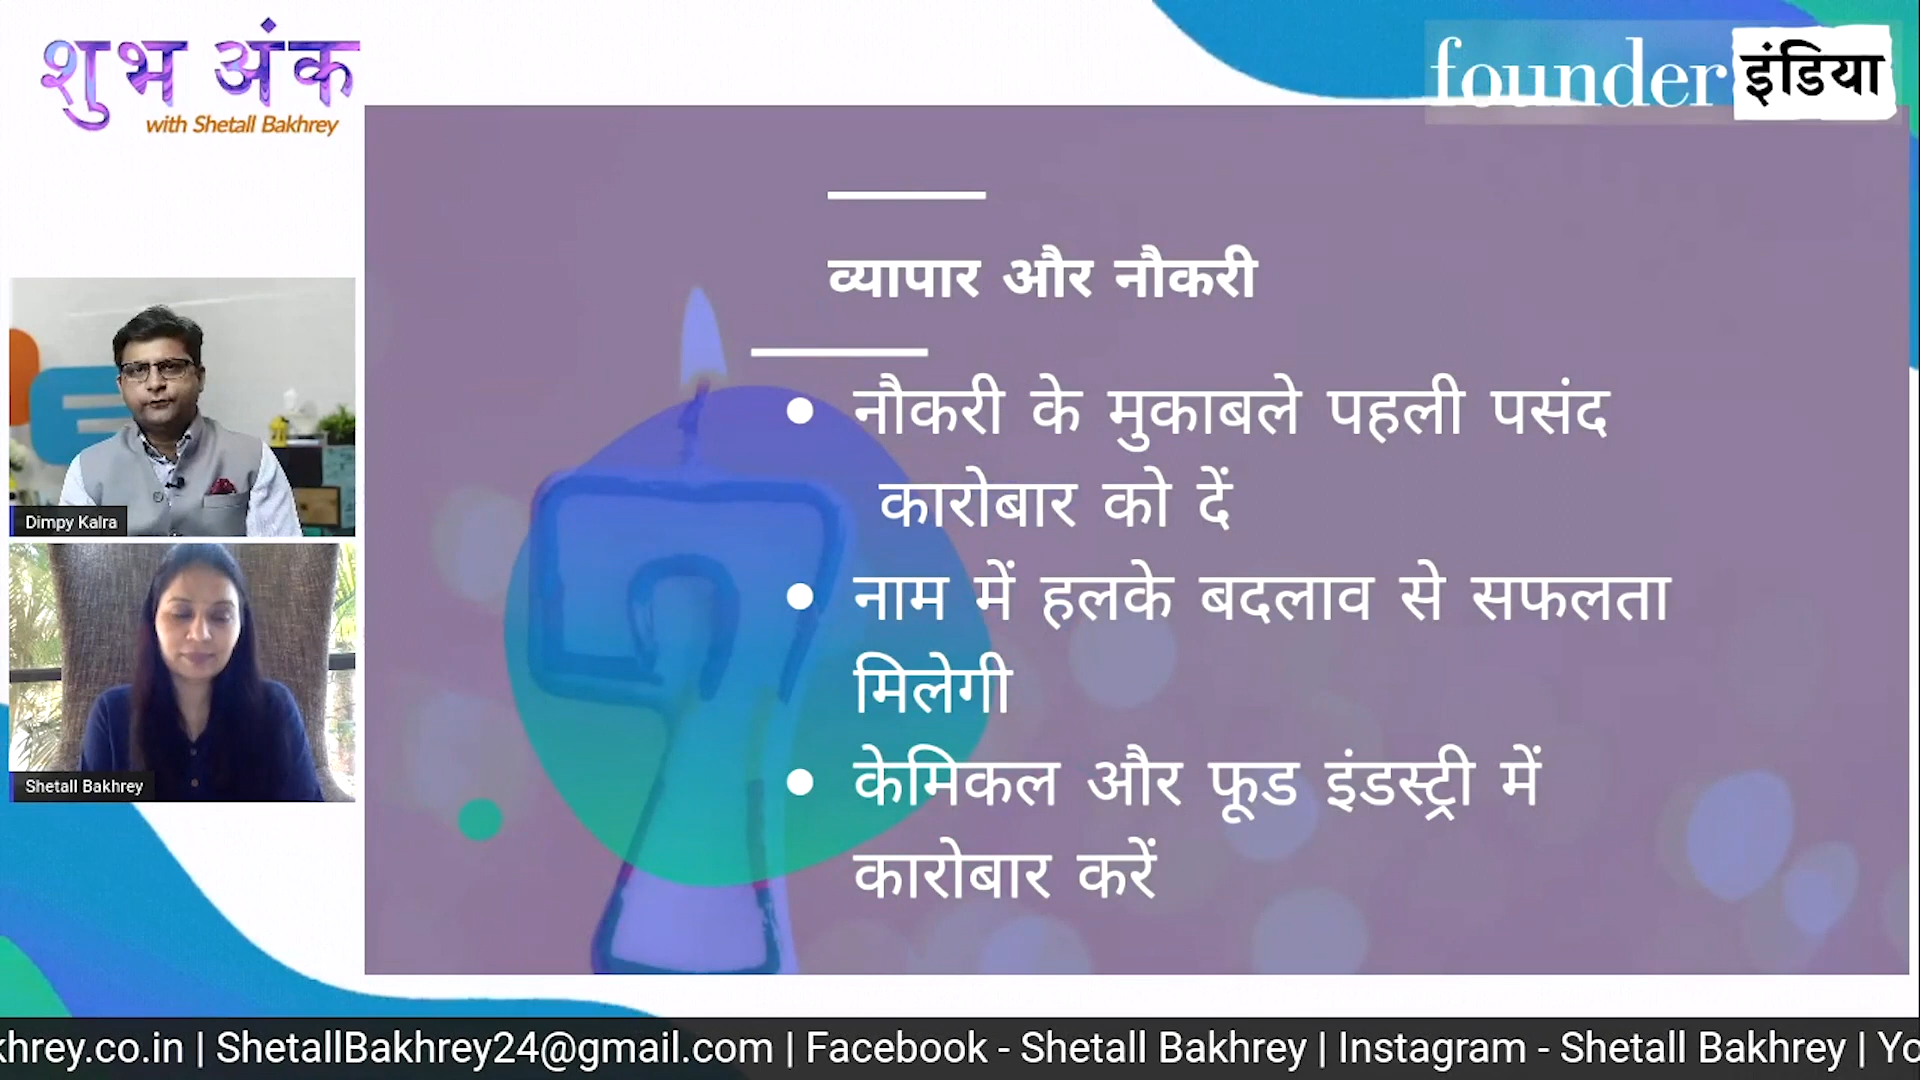 शुभ अंक
with Shetall Bakhrey
founder इंडिया
व्यापार और नौकरी
• नौकरी के मुकाबले पहली पसंद
कारोबार को दें
• नाम में हलके बदलाव से सफलता
मिलेगी
• केमिकल और फूड इंडस्ट्री में
कारोबार करें
Dimpy Kalra
Shetall Bakhrey
khrey.co.in | ShetallBakhrey24@gmail.com | Facebook - Shetall Bakhrey | Instagram - Shetall Bakhrey | Yo